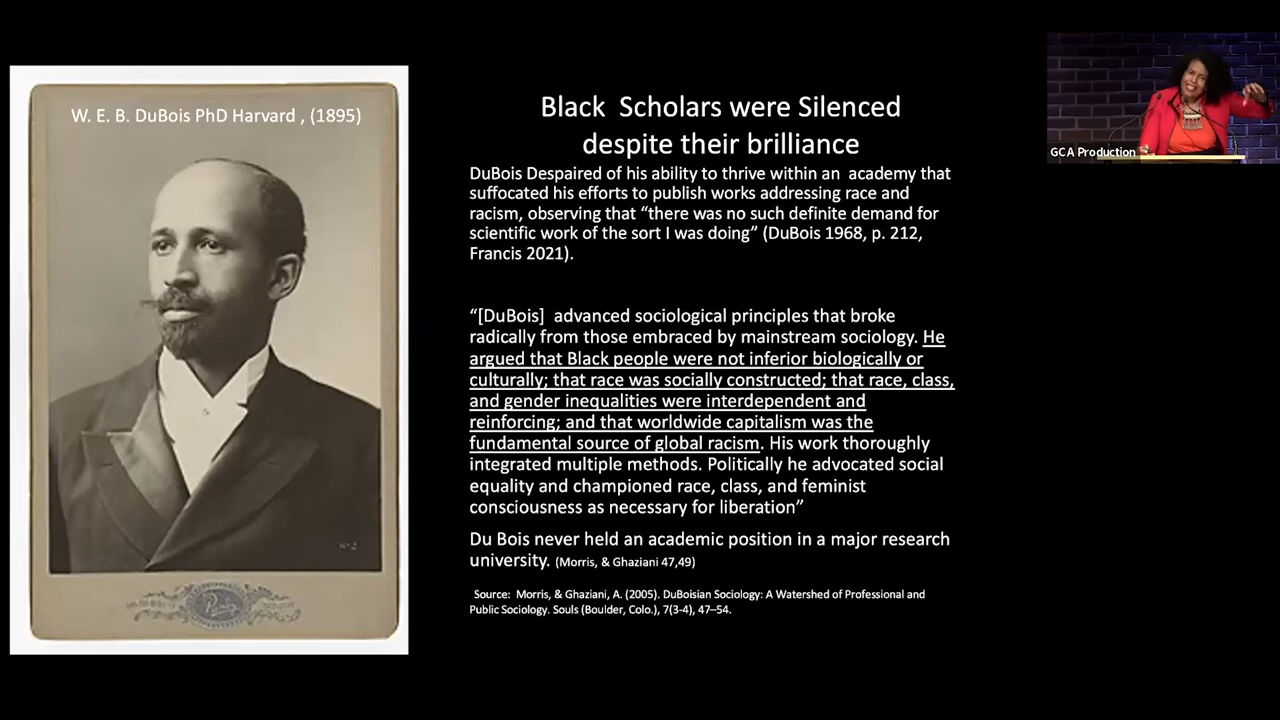 W. E. B. DuBois PhD Harvard , (1895)
Black Scholars were Silenced
despite their brilliance
DuBois Despaired of his ability to thrive within an academy that
suffocated his efforts to publish works addressing race and
racism, observing that “there was no such definite demand for
scientific work of the sort I was doing” (DuBois 1968, p. 212,
Francis 2021).
“[DuBois] advanced sociological principles that broke
radically from those embraced by mainstream sociology. He
argued that Black people were not inferior biologically or
culturally; that race was socially constructed; that race, class,
and gender inequalities were interdependent and
reinforcing; and that worldwide capitalism was the
fundamental source of global racism. His work thoroughly
integrated multiple methods. Politically he advocated social
equality and championed race, class, and feminist
consciousness as necessary for liberation”
Du Bois never held an academic position in a major research
university. (Morris, & Ghaziani 47,49)
Source: Morris, & Ghaziani, A. (2005). DuBoisian Sociology: A Watershed of Professional and
Public Sociology. Souls (Boulder, Colo.), 7(3-4), 47–54.
GCA Production